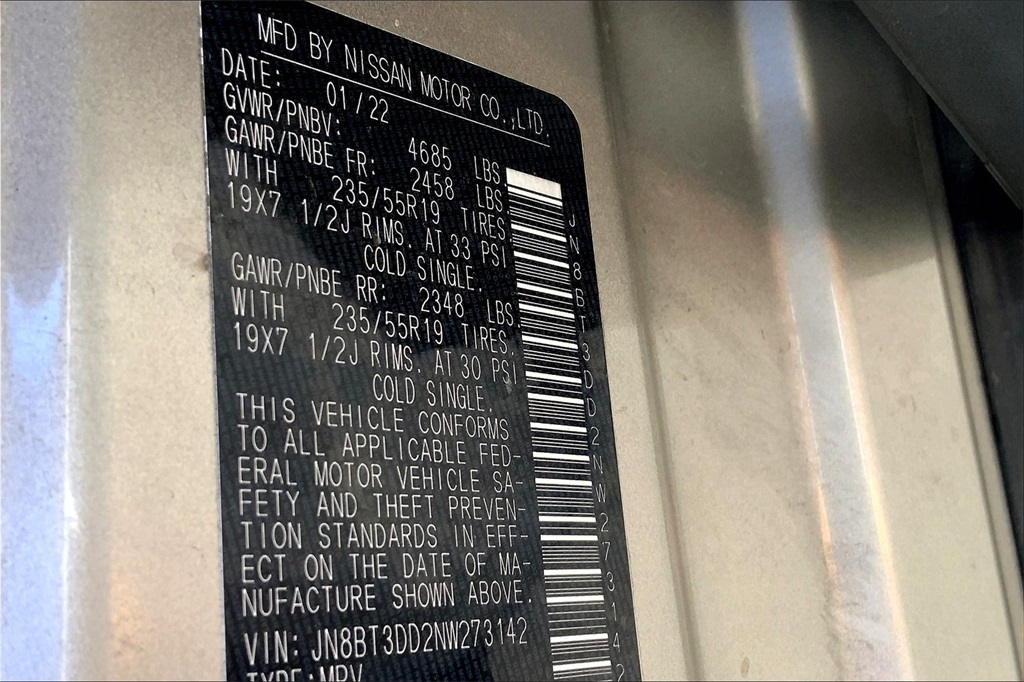 MFD BY NISSAN MOTOR CO.,LTD.
DATE: 01/22
GVWR/PNBV: 4685 LBS
GAWR/PNBE FR: 2458 LBS.
WITH 235/55R19 TIRES.
19X7 1/2J RIMS. AT 33 PSI
COLD SINGLE.
GAWR/PNBE RR: 2348 LBS.
WITH 235/55R19 TIRES.
19X7 1/2J RIMS. AT 30 PSI
COLD SINGLE.
THIS VEHICLE CONFORMS
TO ALL APPLICABLE FED-
ERAL MOTOR VEHICLE SA-
FETY AND THEFT PREVEN-
TION STANDARDS IN EFF-
ECT ON THE DATE OF MA-
NUFACTURE SHOWN ABOVE.
VIN: JN8BT3DD2NW273142
TYPE:MPV
JN8BT3DD2NW273142